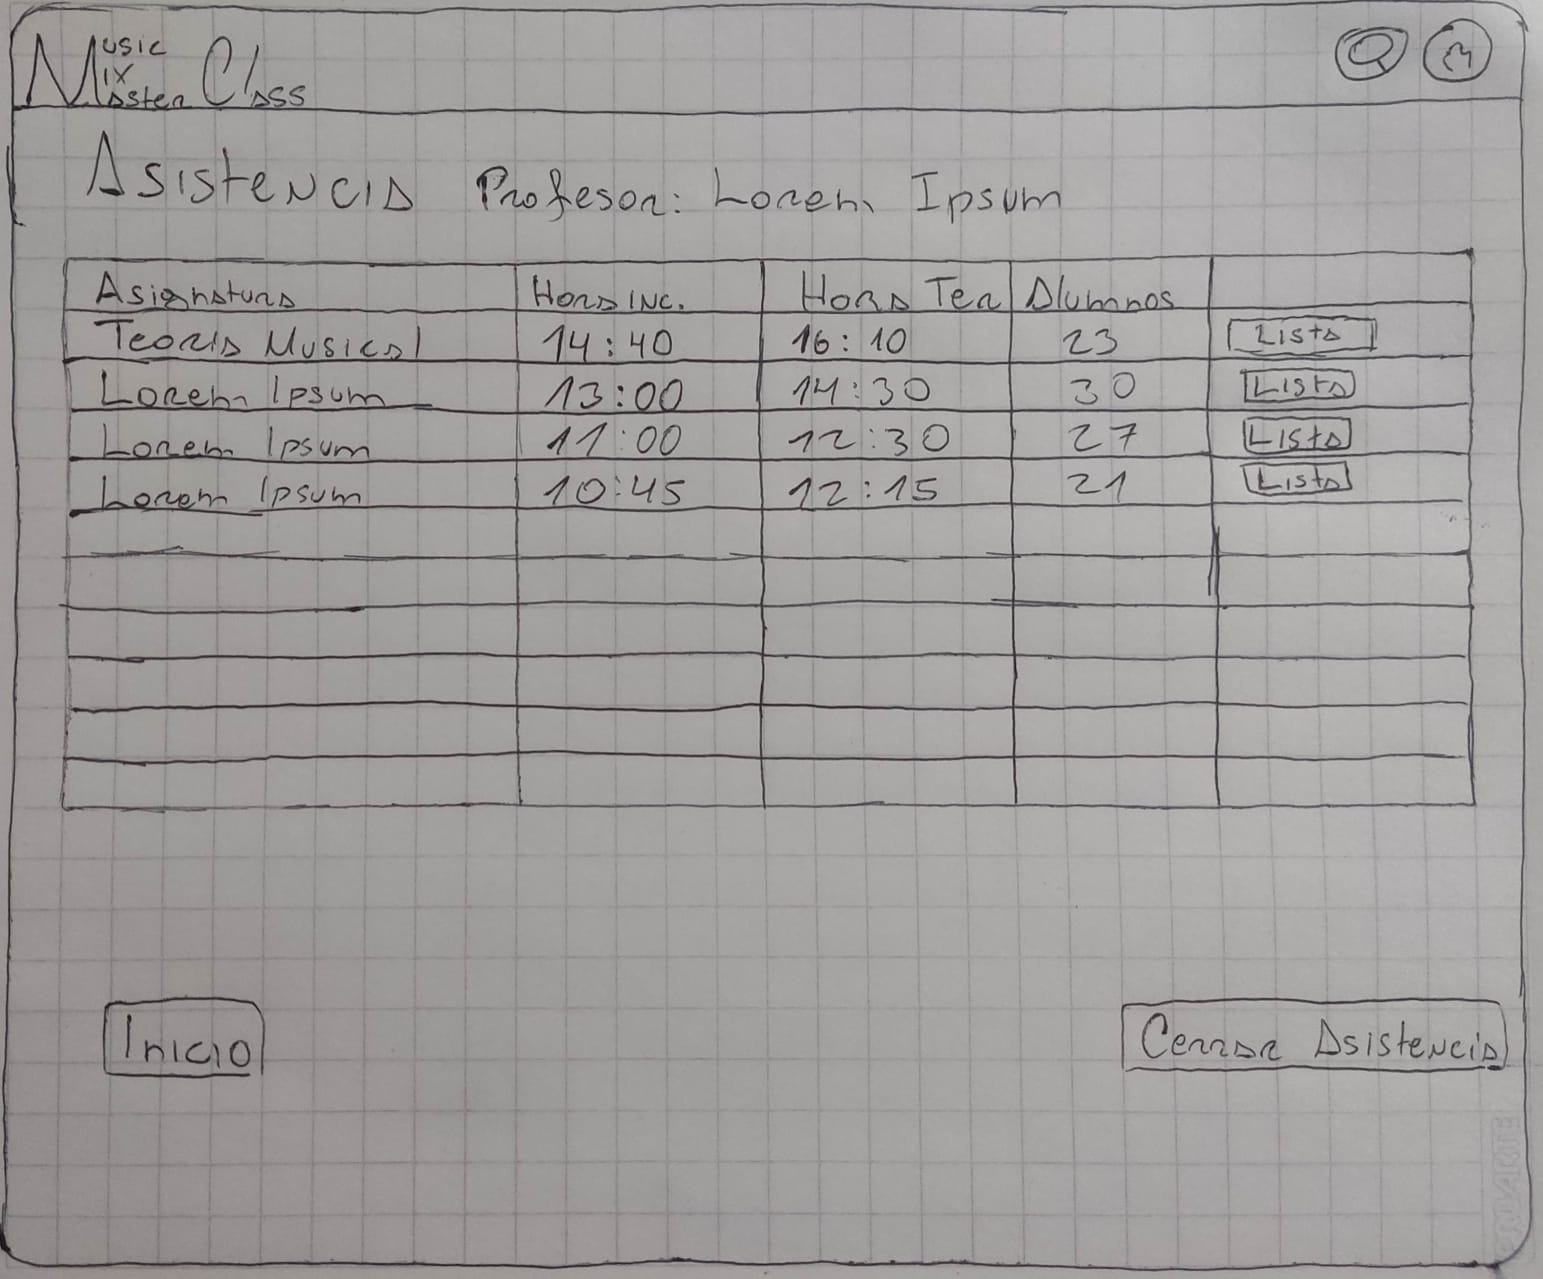 Music
Mix
Master Class
Asistencia Profesor: Lorem Ipsum
Asignatura Hora Inc. Hora Ter Alumnos
Teoria Musical 14:40 16:10 23 Lista
Lorem Ipsum 13:00 14:30 30 Lista
Lorem Ipsum 11:00 12:30 27 Lista
Lorem Ipsum 10:45 12:15 21 Lista
Inicio Cerrar Asistencia